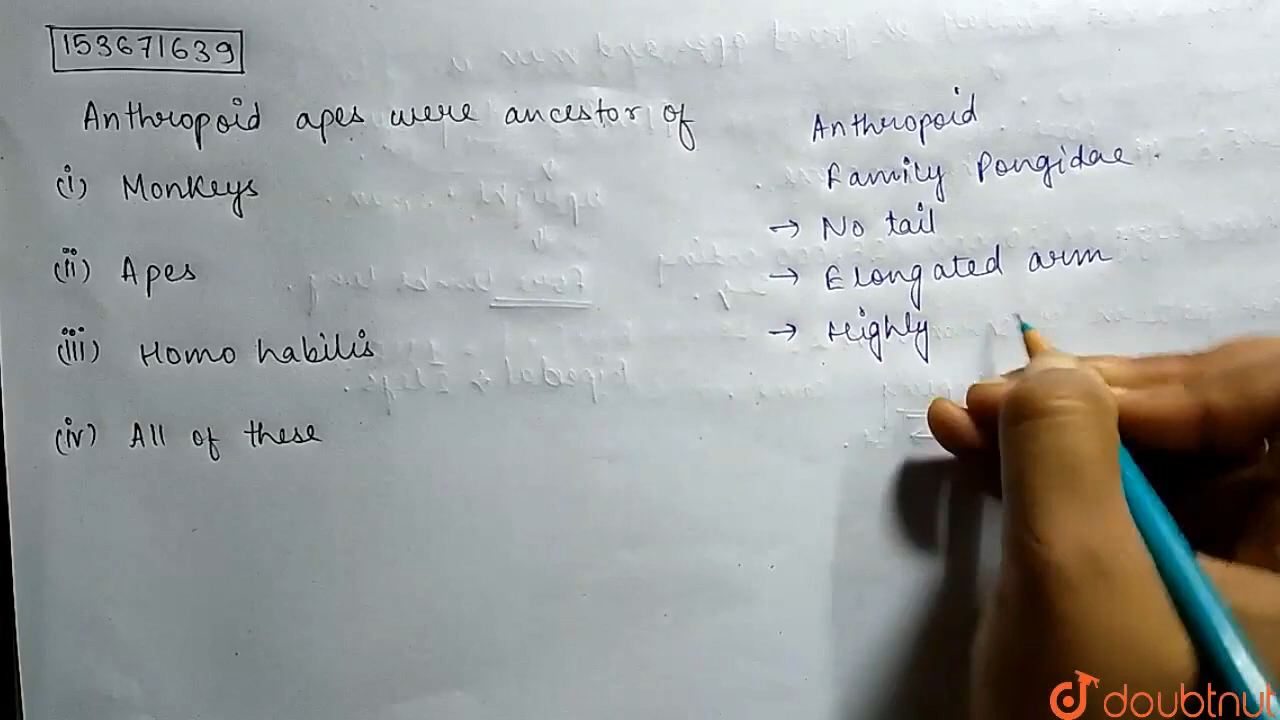 153671639
Anthropoid apes were ancestor of
(i) Monkeys
(ii) Apes
(iii) Homo habilis
(iv) All of these
Anthropoid
Family Pongidae
→ No tail
→ Elongated arm
→ Highly
doubtnut